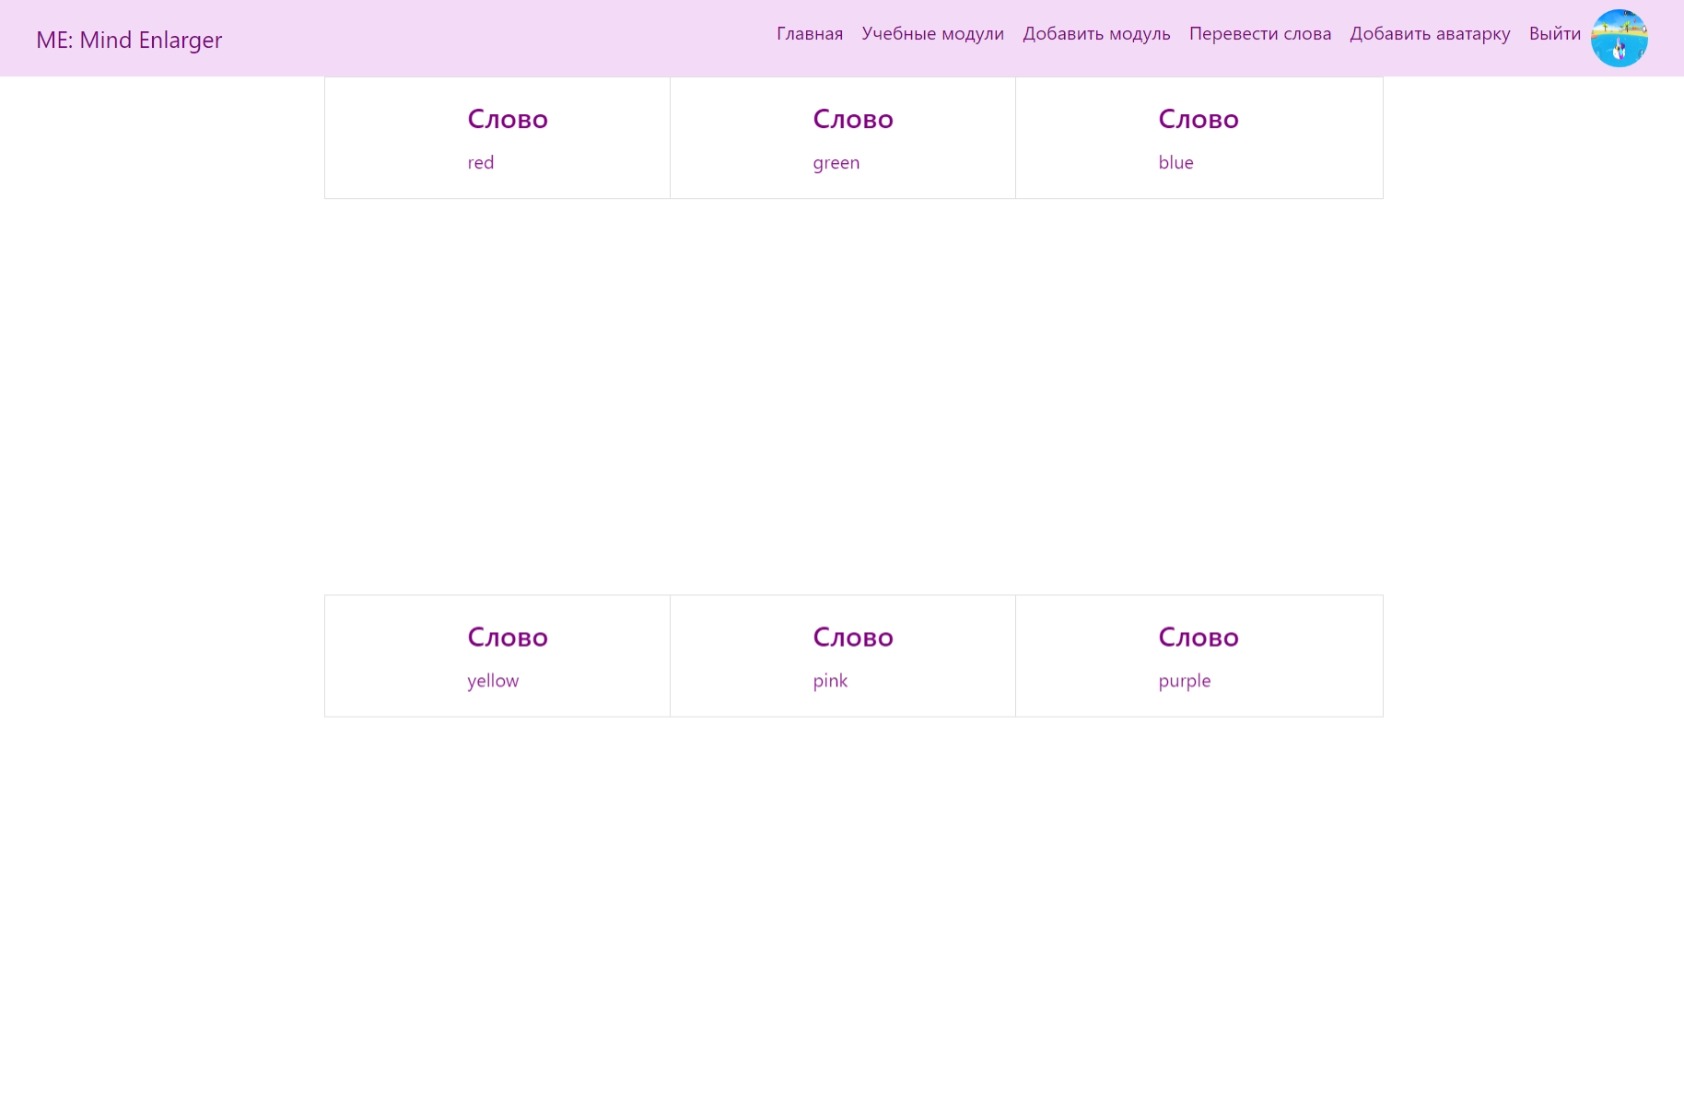 ME: Mind Enlarger
Главная Учебные модули Добавить модуль Перевести слова Добавить аватарку Выйти
Слово Слово Слово
red green blue
Слово Слово Слово
yellow pink purple